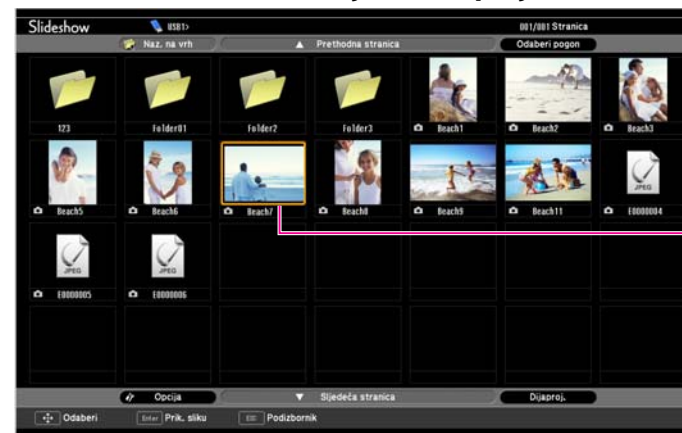 Slideshow USB1> 001/001 Stranica
Naz. na vrh Prethodna stranica Odaberi pogon
123 Folder01 Folder2 Folder3 Beach1 Beach2 Beach3
JPEG
Beach5 Beach6 Beach7 Beach8 Beach9 Beach11 E0000004
JPEG JPEG
E0000005 E0000006
Opcija Sljedeća stranica Dijaproj.
Odaberi Enter Prik. sliku ESC Podizbornik